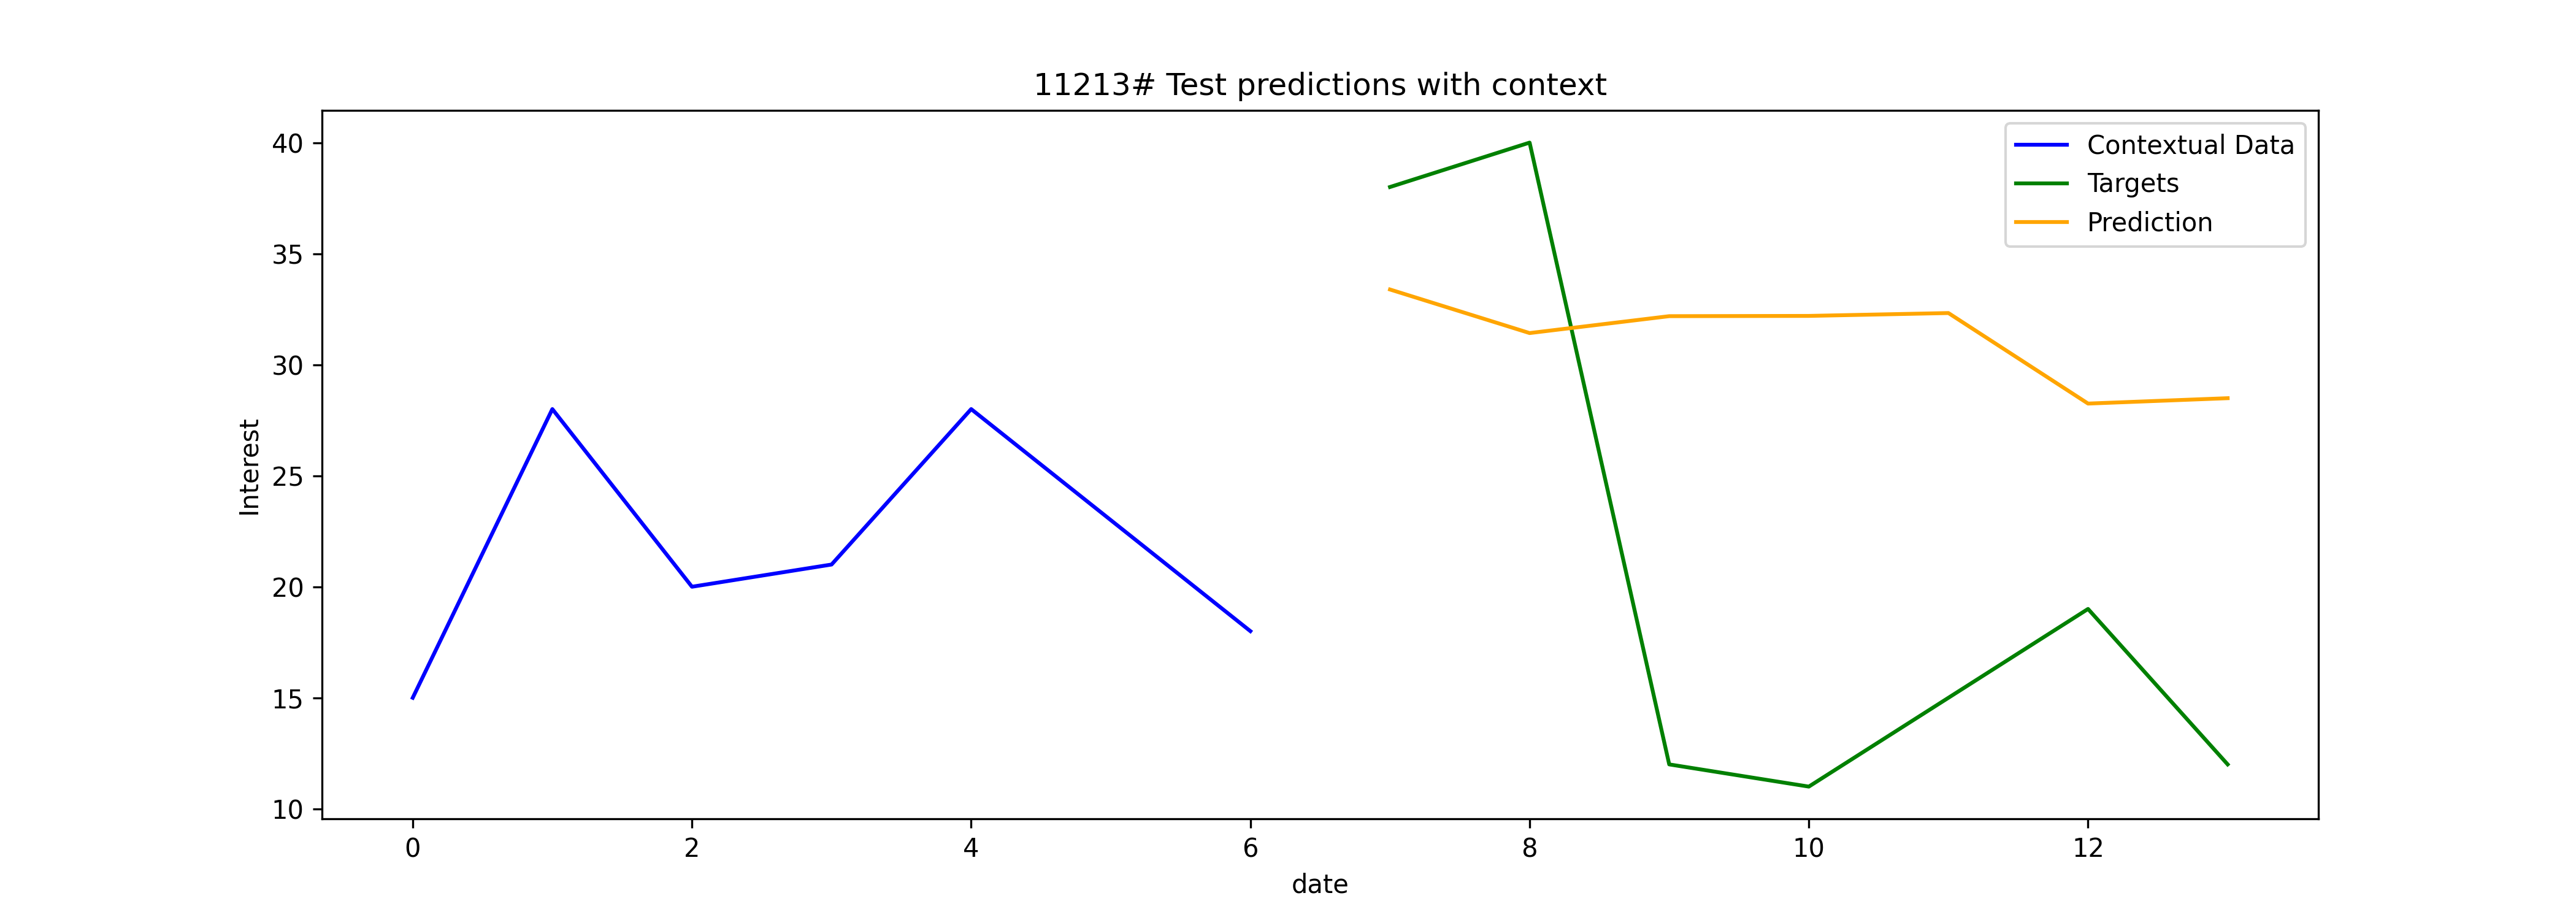 11213# Test predictions with context
Contextual Data
Targets
Prediction
40
35
30
25
20
15
10
Interest
0 2 4 6 8 10 12
date